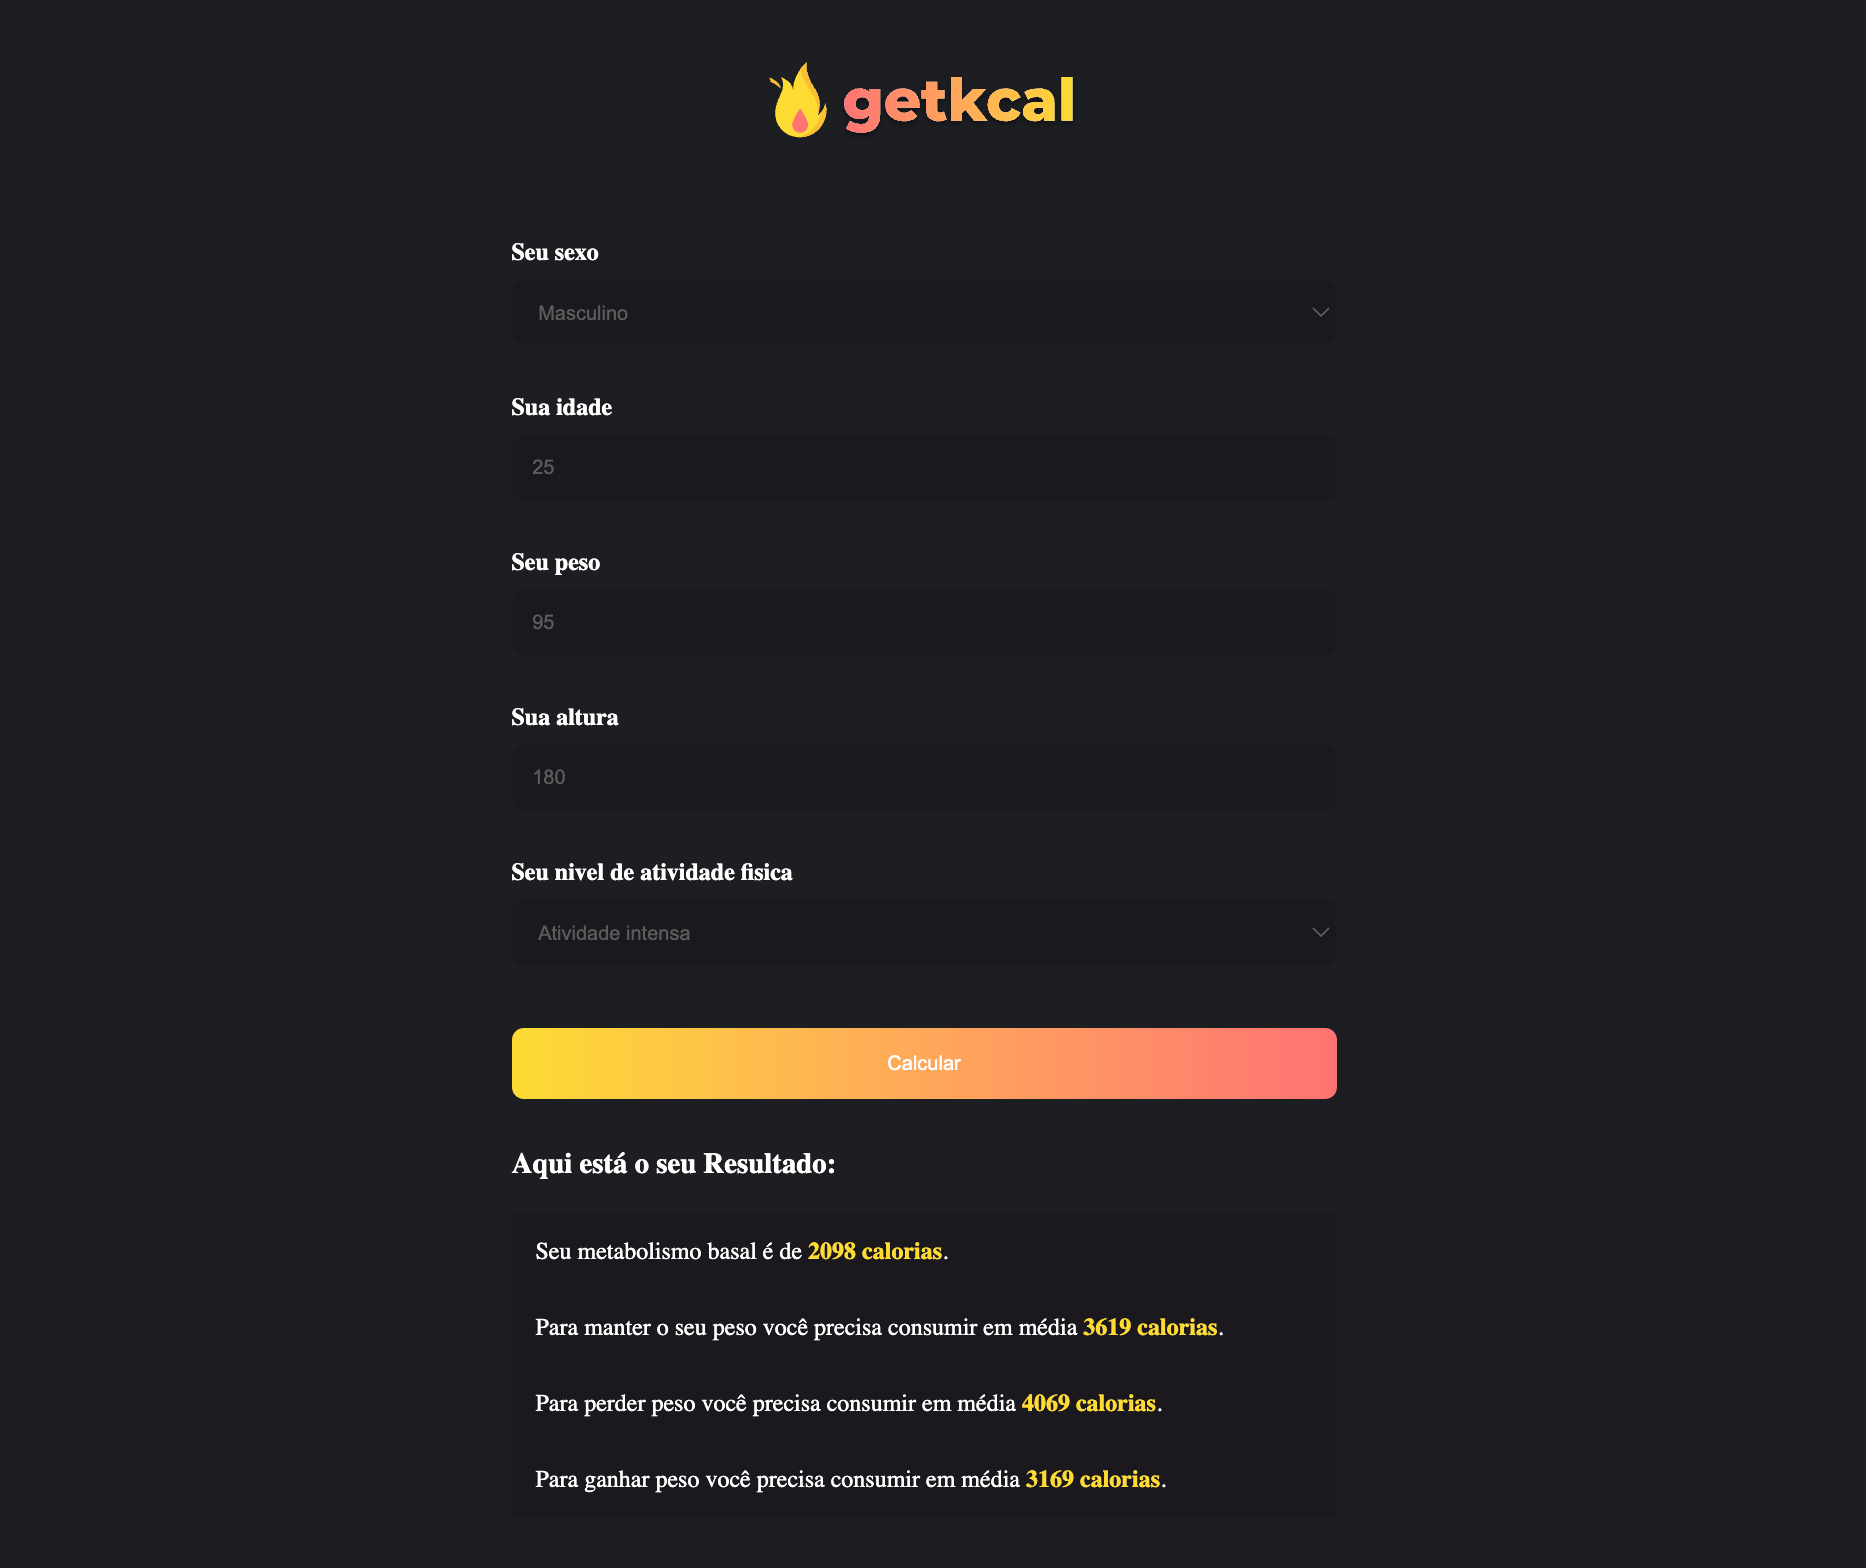 getkcal
Seu sexo
Masculino
Sua idade
25
Seu peso
95
Sua altura
180
Seu nivel de atividade fisica
Atividade intensa
Calcular
Aqui está o seu Resultado:
Seu metabolismo basal é de 2098 calorias.
Para manter o seu peso você precisa consumir em média 3619 calorias.
Para perder peso você precisa consumir em média 4069 calorias.
Para ganhar peso você precisa consumir em média 3169 calorias.